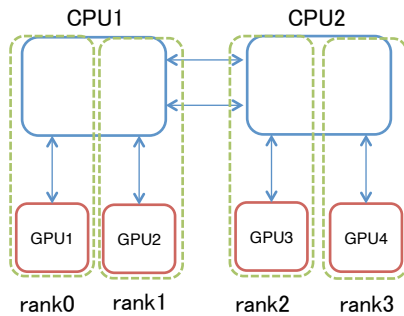 CPU1 CPU2
GPU1 GPU2 GPU3 GPU4
rank0 rank1 rank2 rank3